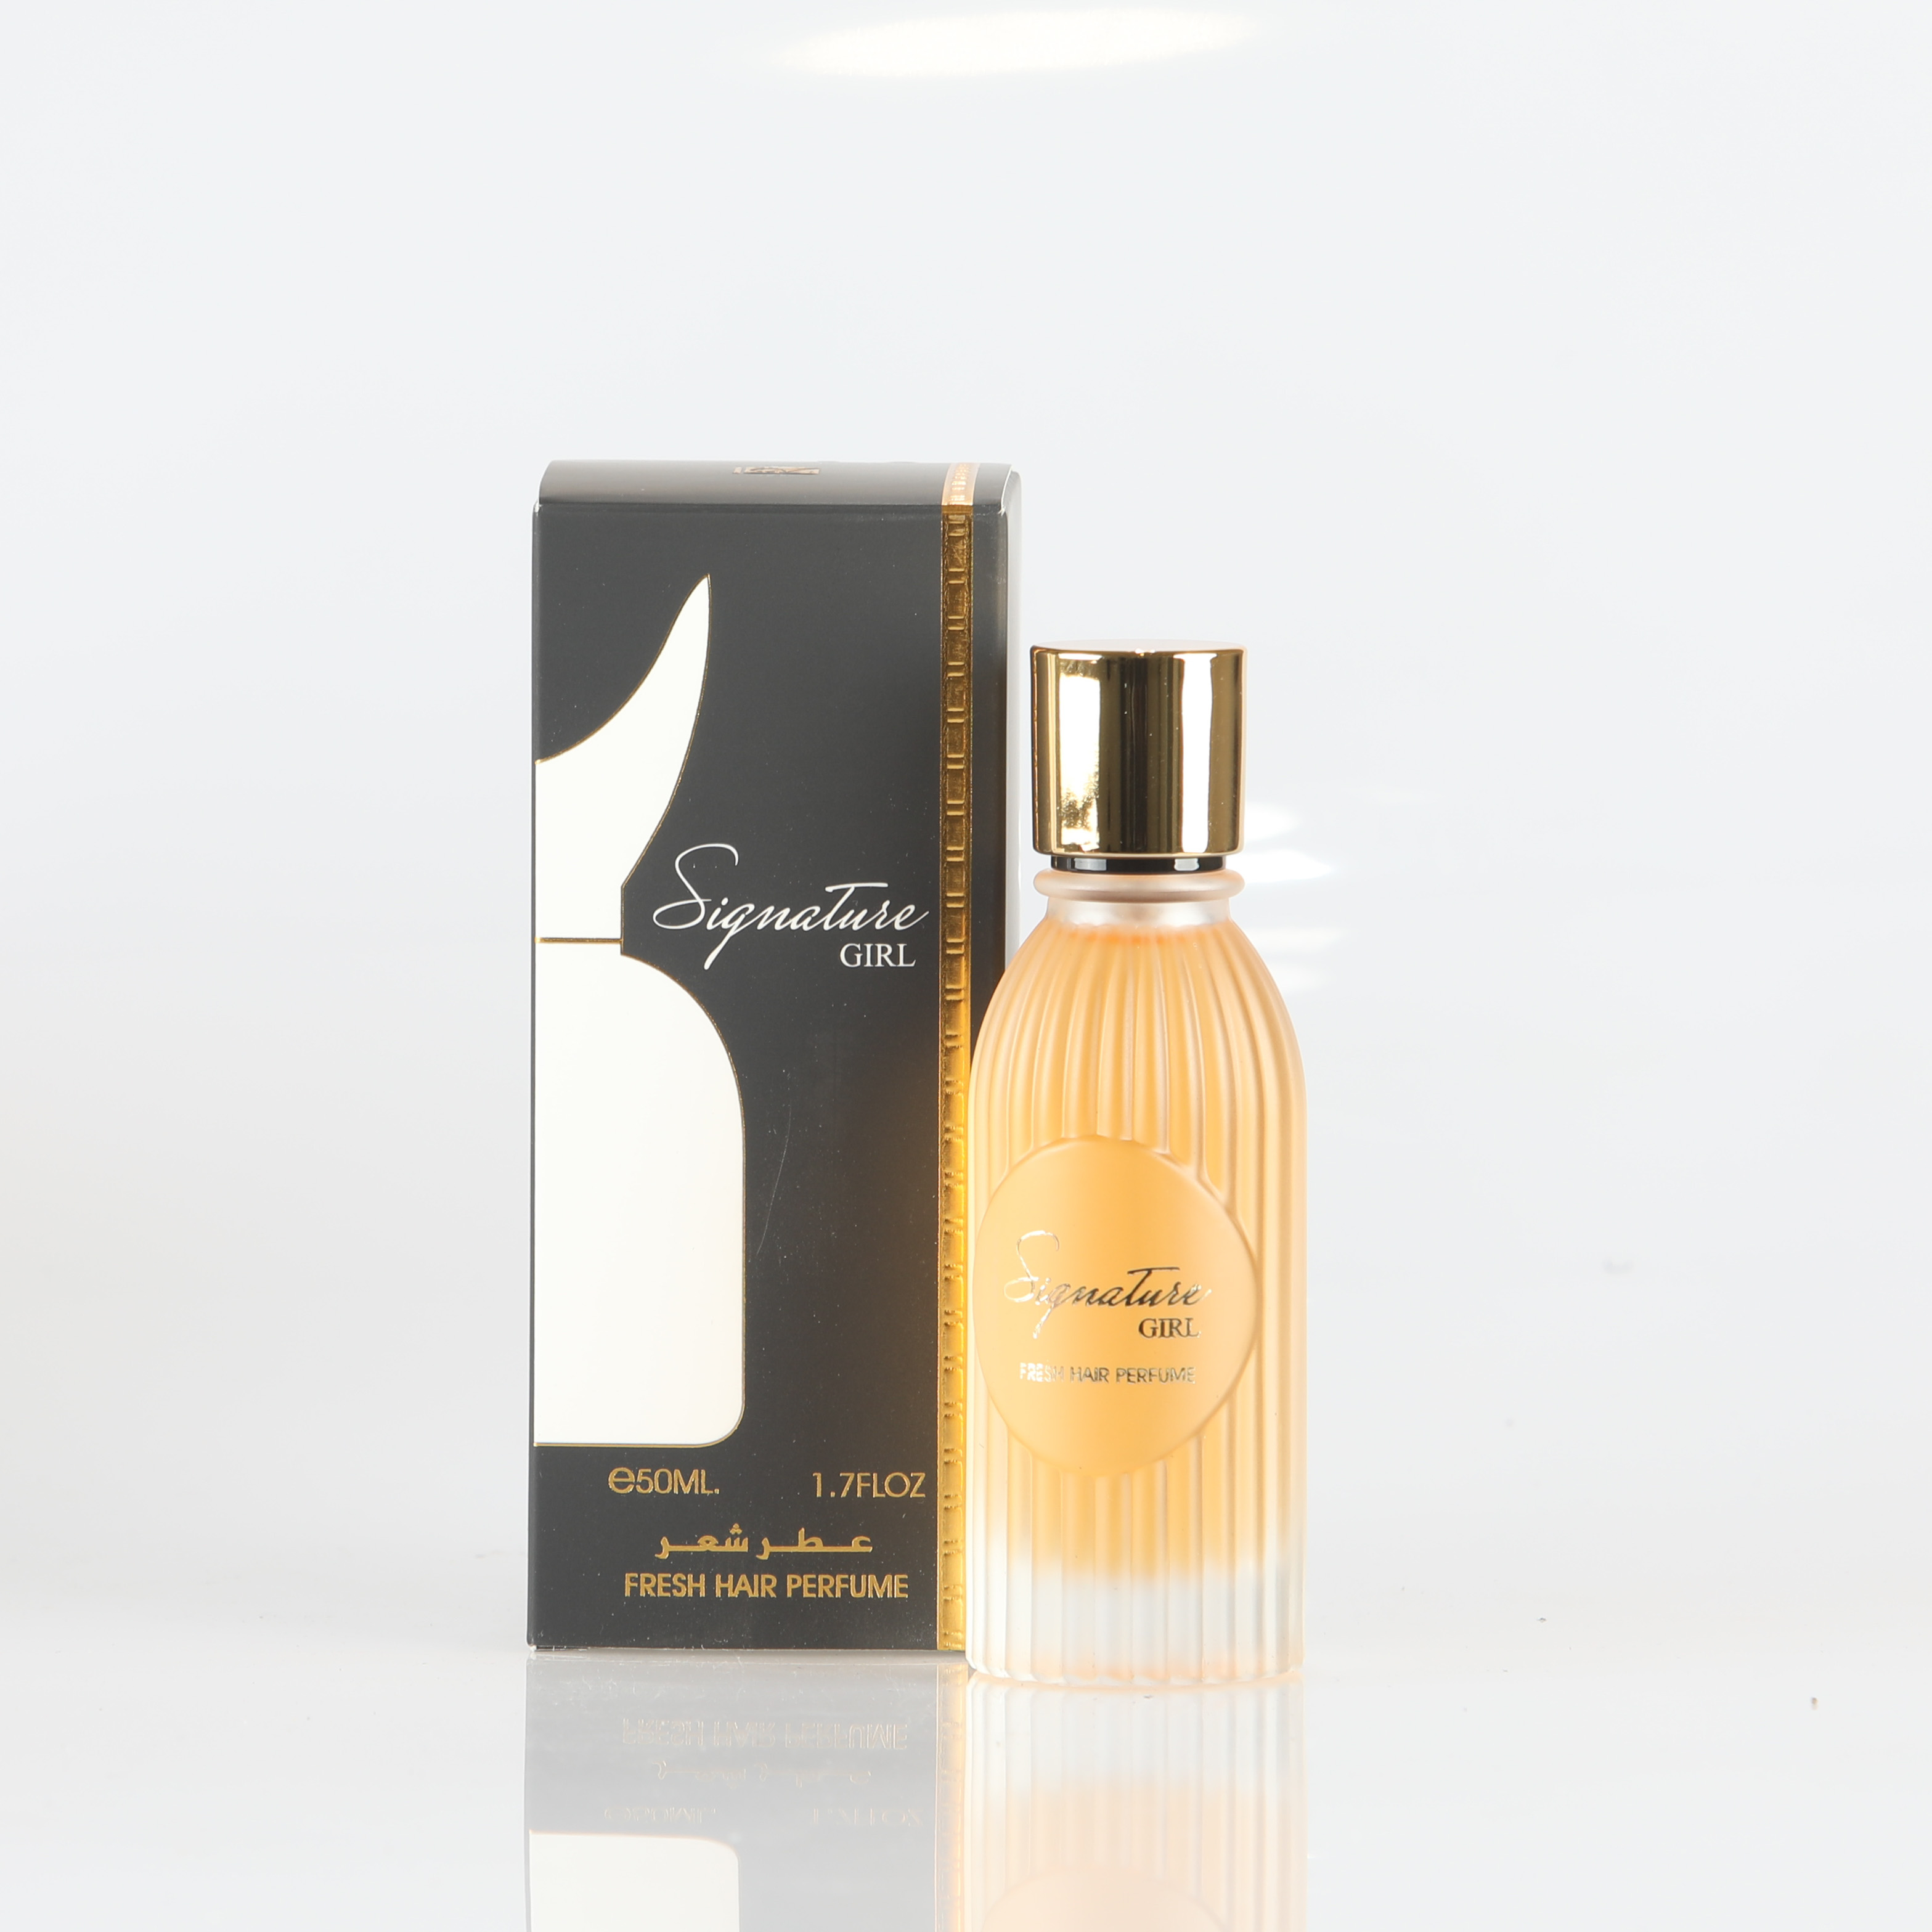 Signature
GIRL
℮50ML. 1.7FLOZ
عطر شعر
FRESH HAIR PERFUME
Signature
GIRL
FRESH HAIR PERFUME